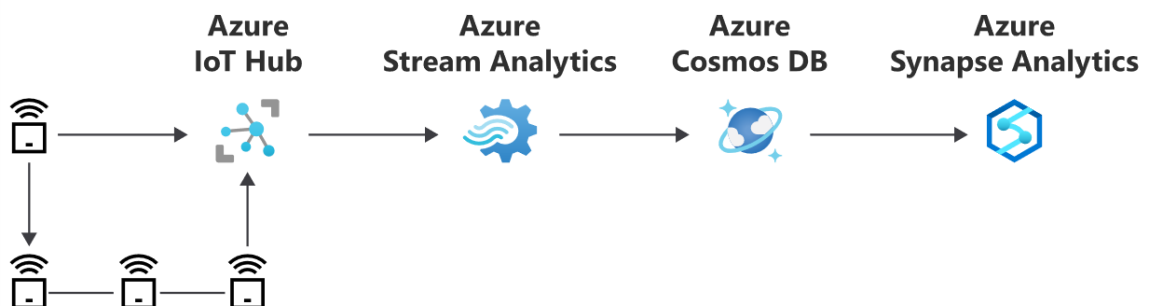 Azure
IoT Hub
Azure
Stream Analytics
Azure
Cosmos DB
Azure
Synapse Analytics